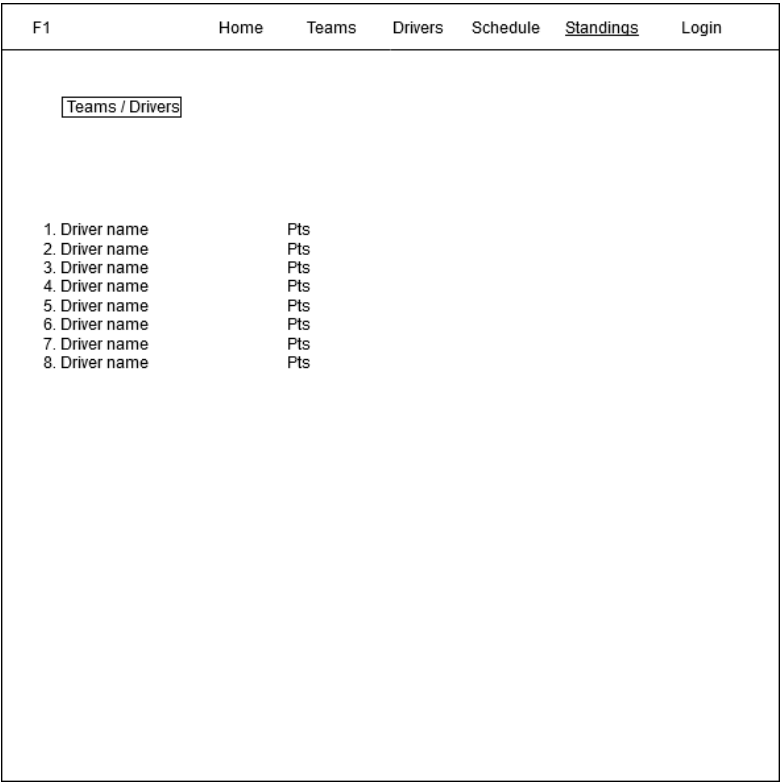 F1 Home Teams Drivers Schedule Standings Login
Teams / Drivers
1. Driver name Pts
2. Driver name Pts
3. Driver name Pts
4. Driver name Pts
5. Driver name Pts
6. Driver name Pts
7. Driver name Pts
8. Driver name Pts